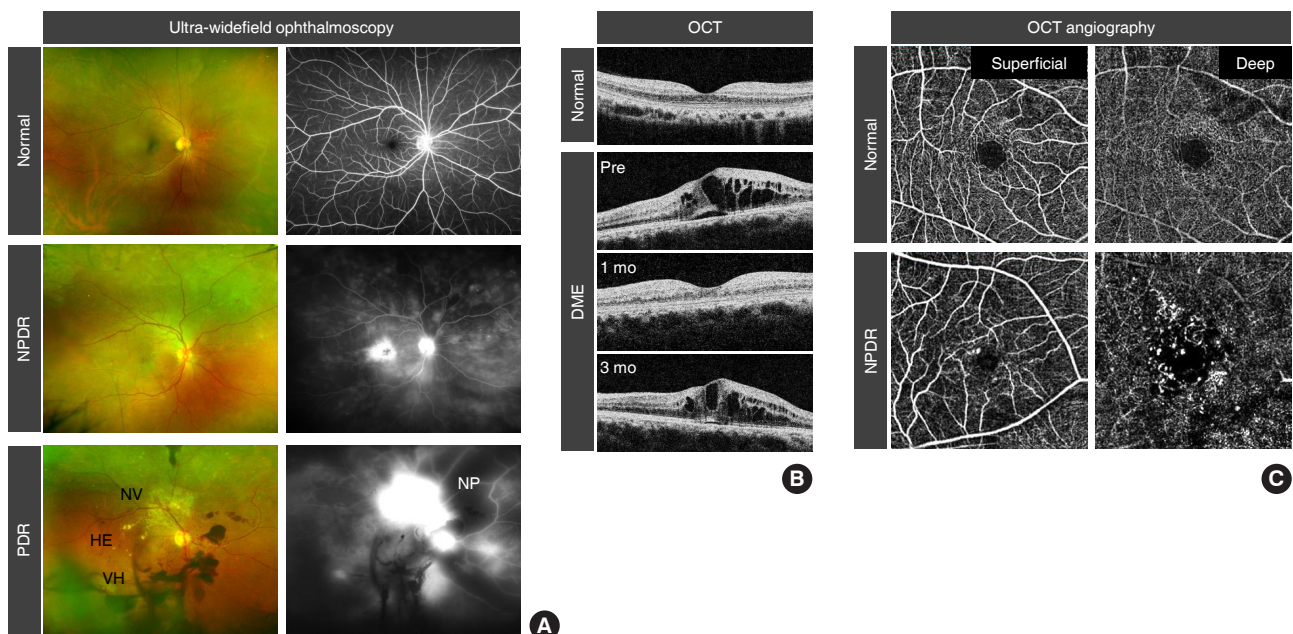 Ultra-widefield ophthalmoscopy
Normal
NPDR
PDR
NV
HE
VH
NP
A
OCT
Normal
DME
Pre
1 mo
3 mo
B
OCT angiography
Superficial
Deep
Normal
NPDR
C